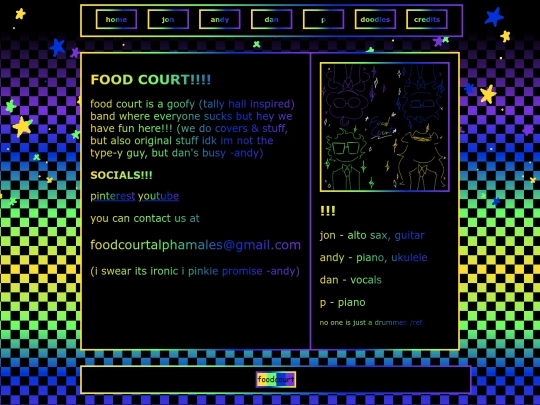 home jon andy dan p doodles credits
FOOD COURT!!!!
food court is a goofy (tally hall inspired)
band where everyone sucks but hey we
have fun here!!! (we do covers & stuff,
but also original stuff idk im not the
type-y guy, but dan's busy -andy)
SOCIALS!!!
pinterest youtube
you can contact us at
foodcourtalphamales@gmail.com
(i swear its ironic i pinkie promise -andy)
!!!
jon - alto sax, guitar
andy - piano, ukulele
dan - vocals
p - piano
no one is just a drummer. /ref
foodcourt